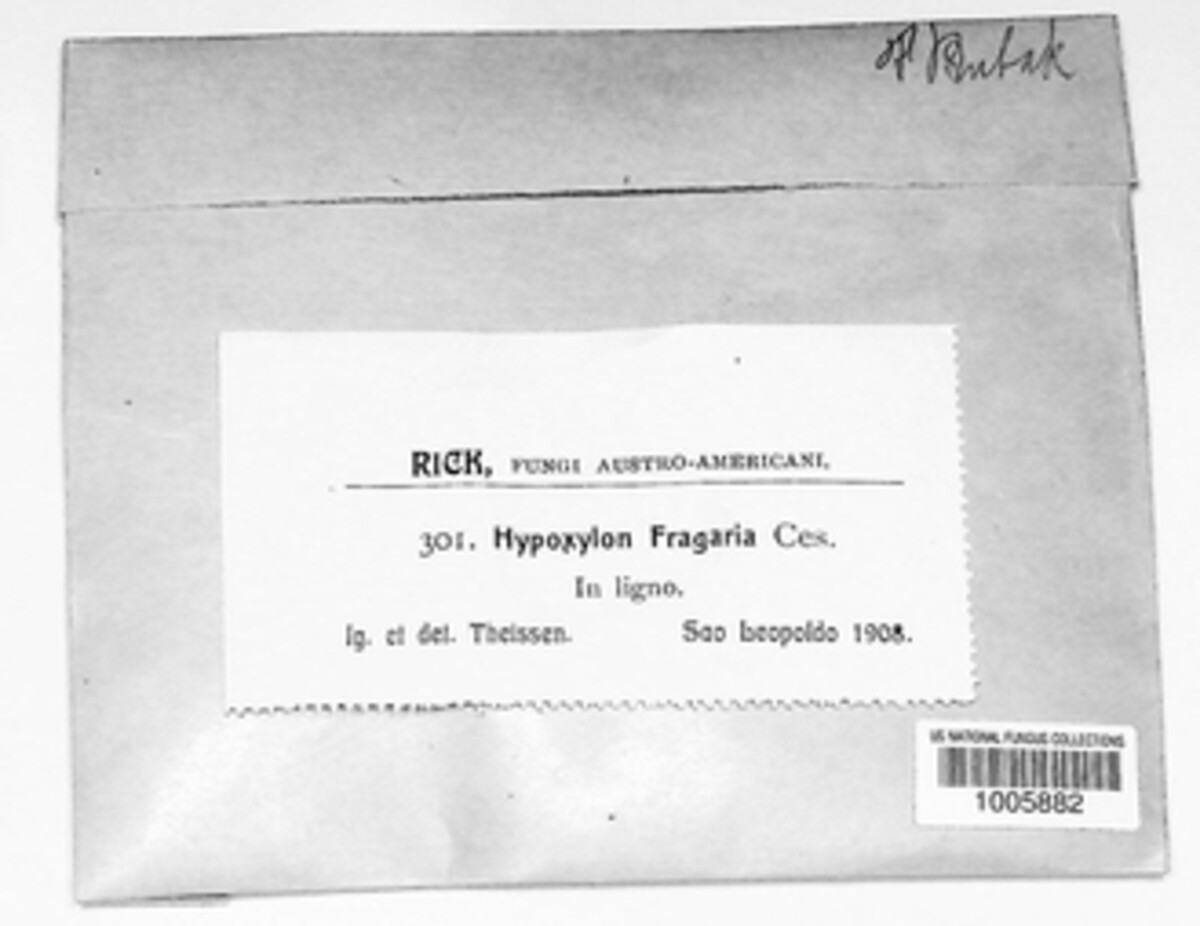 RICK, FUNGI AUSTRO-AMERICANI.
301. Hypoxylon Fragaria Ces.
In ligno.
lg. et det. Theissen. Sao Leopoldo 1908.
US NATIONAL FUNGUS COLLECTIONS
1005882